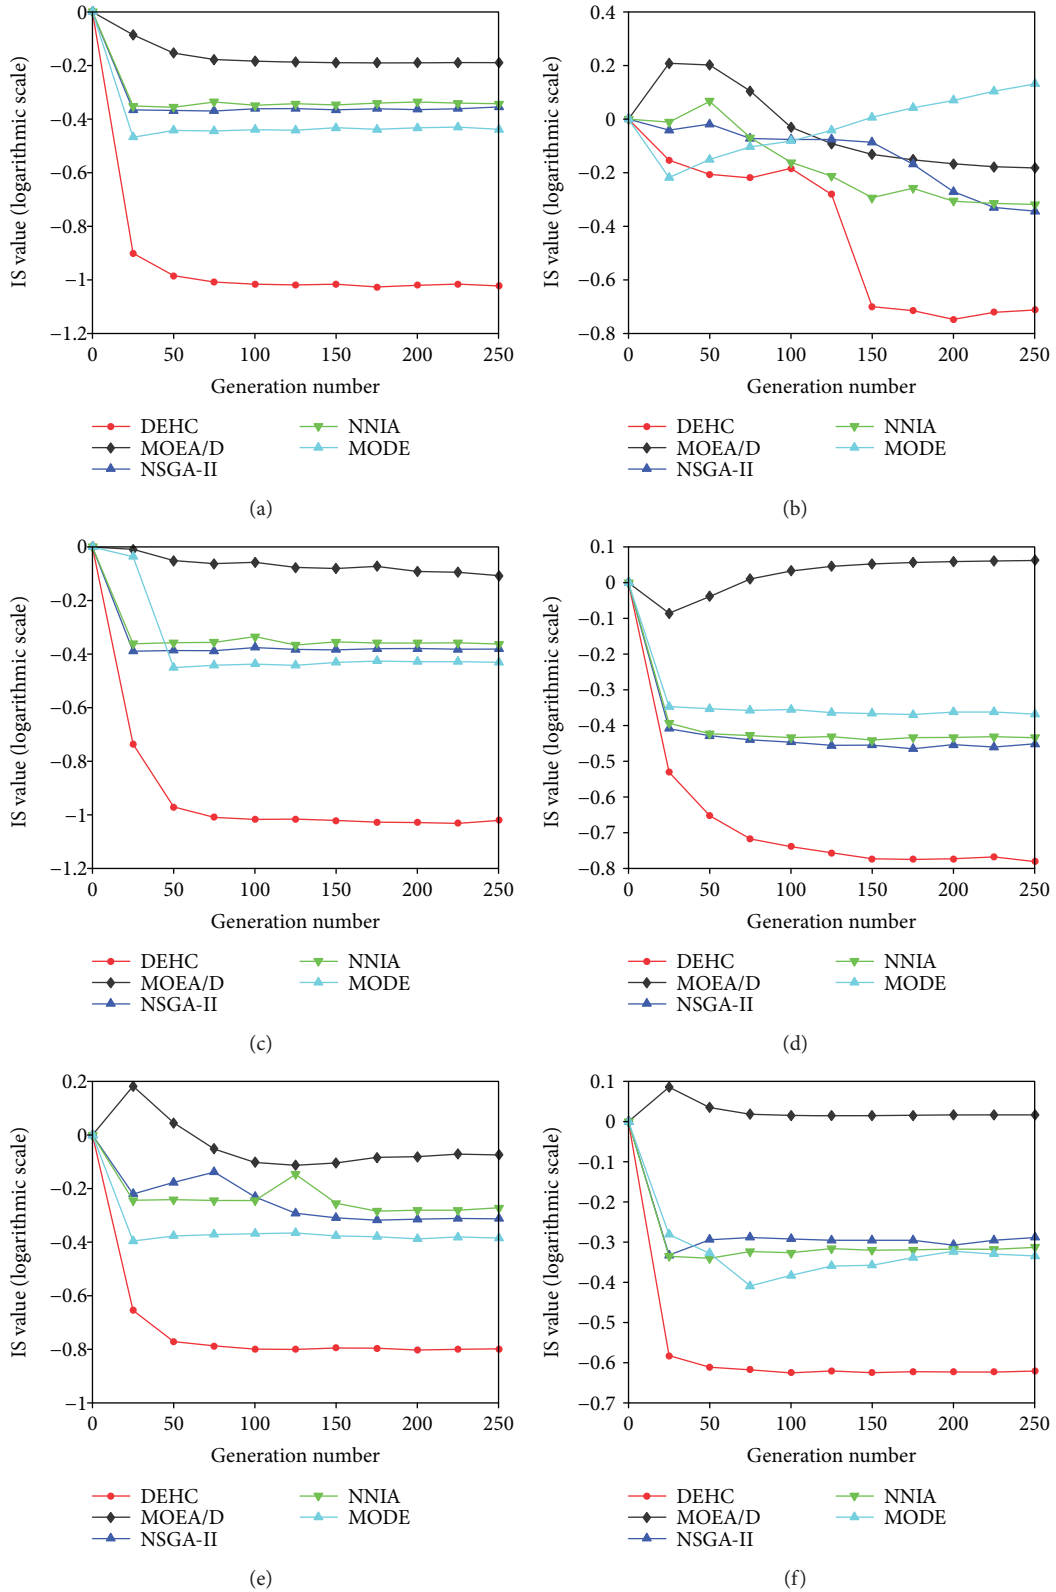 0
−0.2
−0.4
−0.6
−0.8
−1
−1.2
IS value (logarithmic scale)
0 50 100 150 200 250
Generation number
DEHC NNIA
MOEA/D MODE
NSGA-II
(a)
0.4
0.2
0
−0.2
−0.4
−0.6
−0.8
IS value (logarithmic scale)
0 50 100 150 200 250
Generation number
DEHC NNIA
MOEA/D MODE
NSGA-II
(b)
0
−0.2
−0.4
−0.6
−0.8
−1
−1.2
IS value (logarithmic scale)
0 50 100 150 200 250
Generation number
DEHC NNIA
MOEA/D MODE
NSGA-II
(c)
0.1
0
−0.1
−0.2
−0.3
−0.4
−0.5
−0.6
−0.7
−0.8
IS value (logarithmic scale)
0 50 100 150 200 250
Generation number
DEHC NNIA
MOEA/D MODE
NSGA-II
(d)
0.2
0
−0.2
−0.4
−0.6
−0.8
−1
IS value (logarithmic scale)
0 50 100 150 200 250
Generation number
DEHC NNIA
MOEA/D MODE
NSGA-II
(e)
0.1
0
−0.1
−0.2
−0.3
−0.4
−0.5
−0.6
−0.7
IS value (logarithmic scale)
0 50 100 150 200 250
Generation number
DEHC NNIA
MOEA/D MODE
NSGA-II
(f)